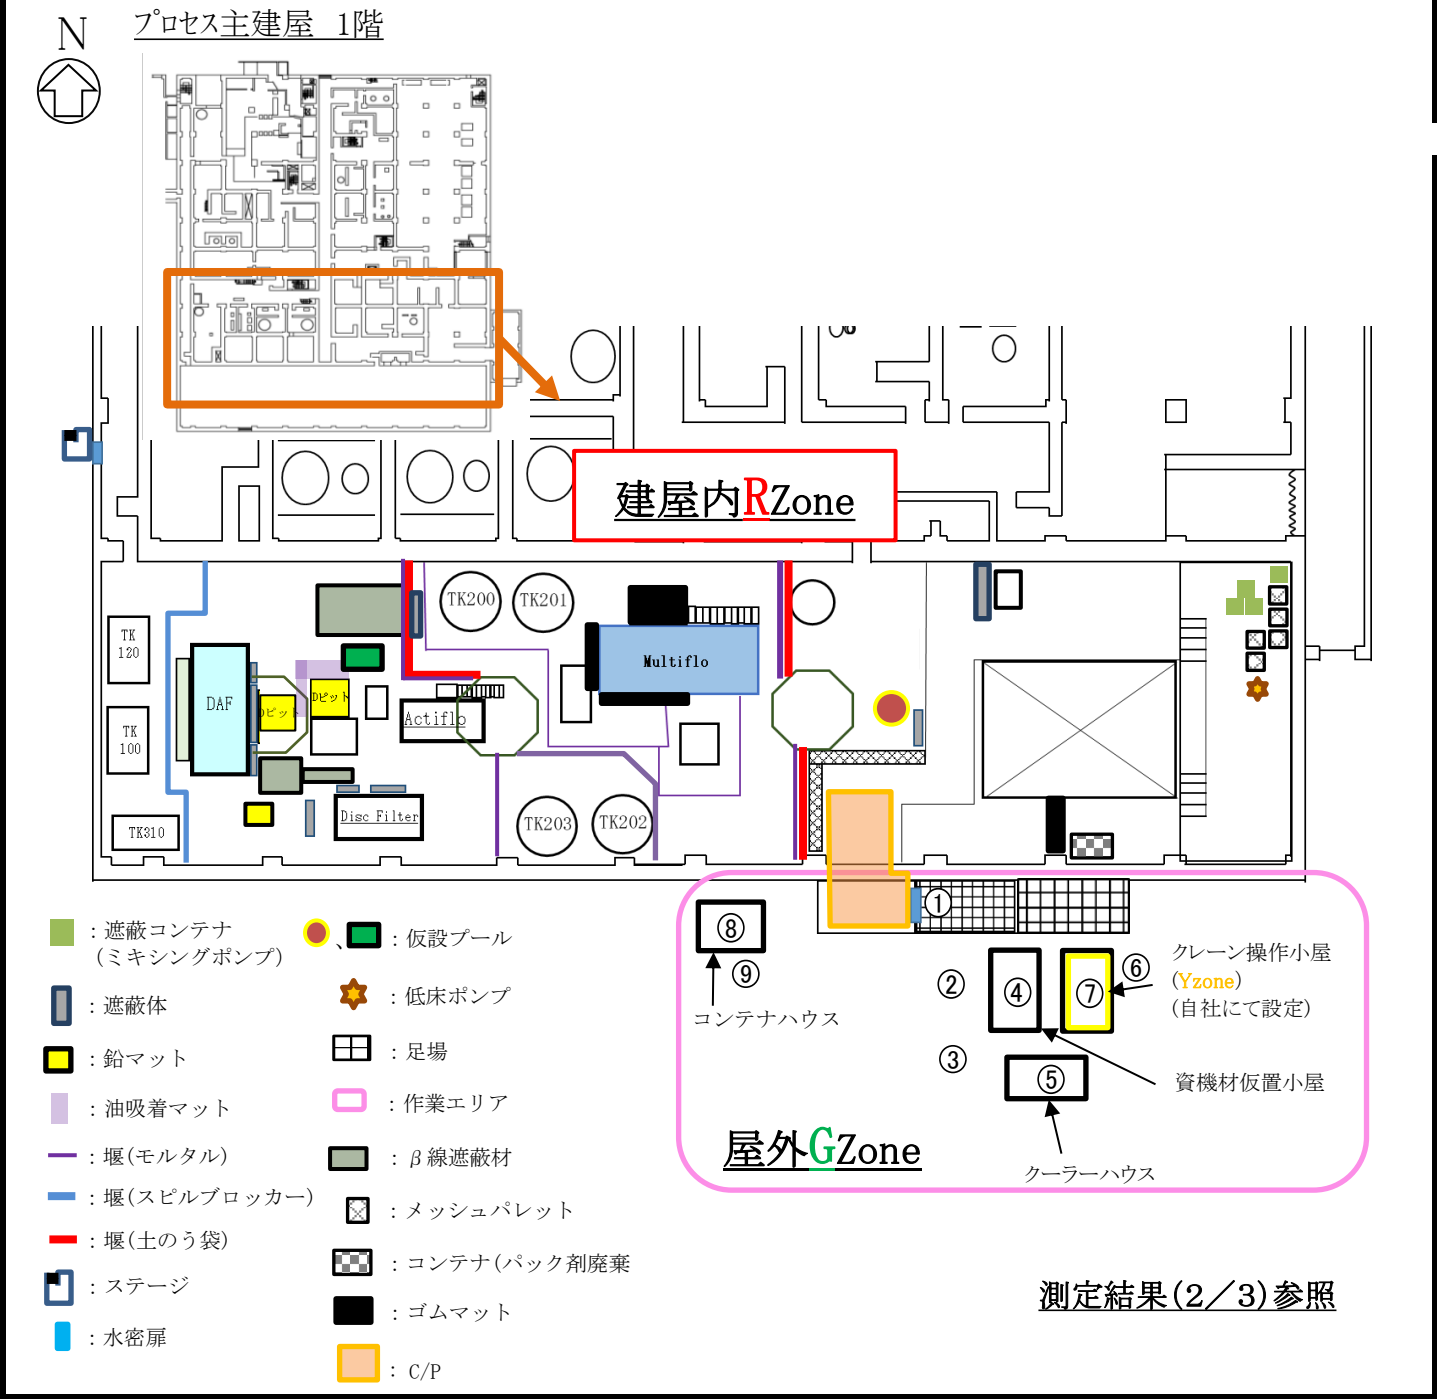 N
プロセス主建屋 1階
建屋内RZone
TK200
TK201
TK
120
Multiflo
DAF
Dピット
Dピット
Actiflo
TK
100
Disc Filter
TK310
TK203
TK202
①
⑧
⑨
②
④
⑦
⑥
クレーン操作小屋
(Yzone)
(自社にて設定)
コンテナハウス
③
⑤
資機材仮置小屋
屋外GZone
クーラーハウス
:遮蔽コンテナ
(ミキシングポンプ)
:遮蔽体
:鉛マット
:油吸着マット
:堰(モルタル)
:堰(スピルブロッカー)
:堰(土のう袋)
:ステージ
:水密扉
、
:仮設プール
:低床ポンプ
:足場
:作業エリア
:β線遮蔽材
:メッシュパレット
:コンテナ(パック剤廃棄
:ゴムマット
:C/P
測定結果(2／3)参照